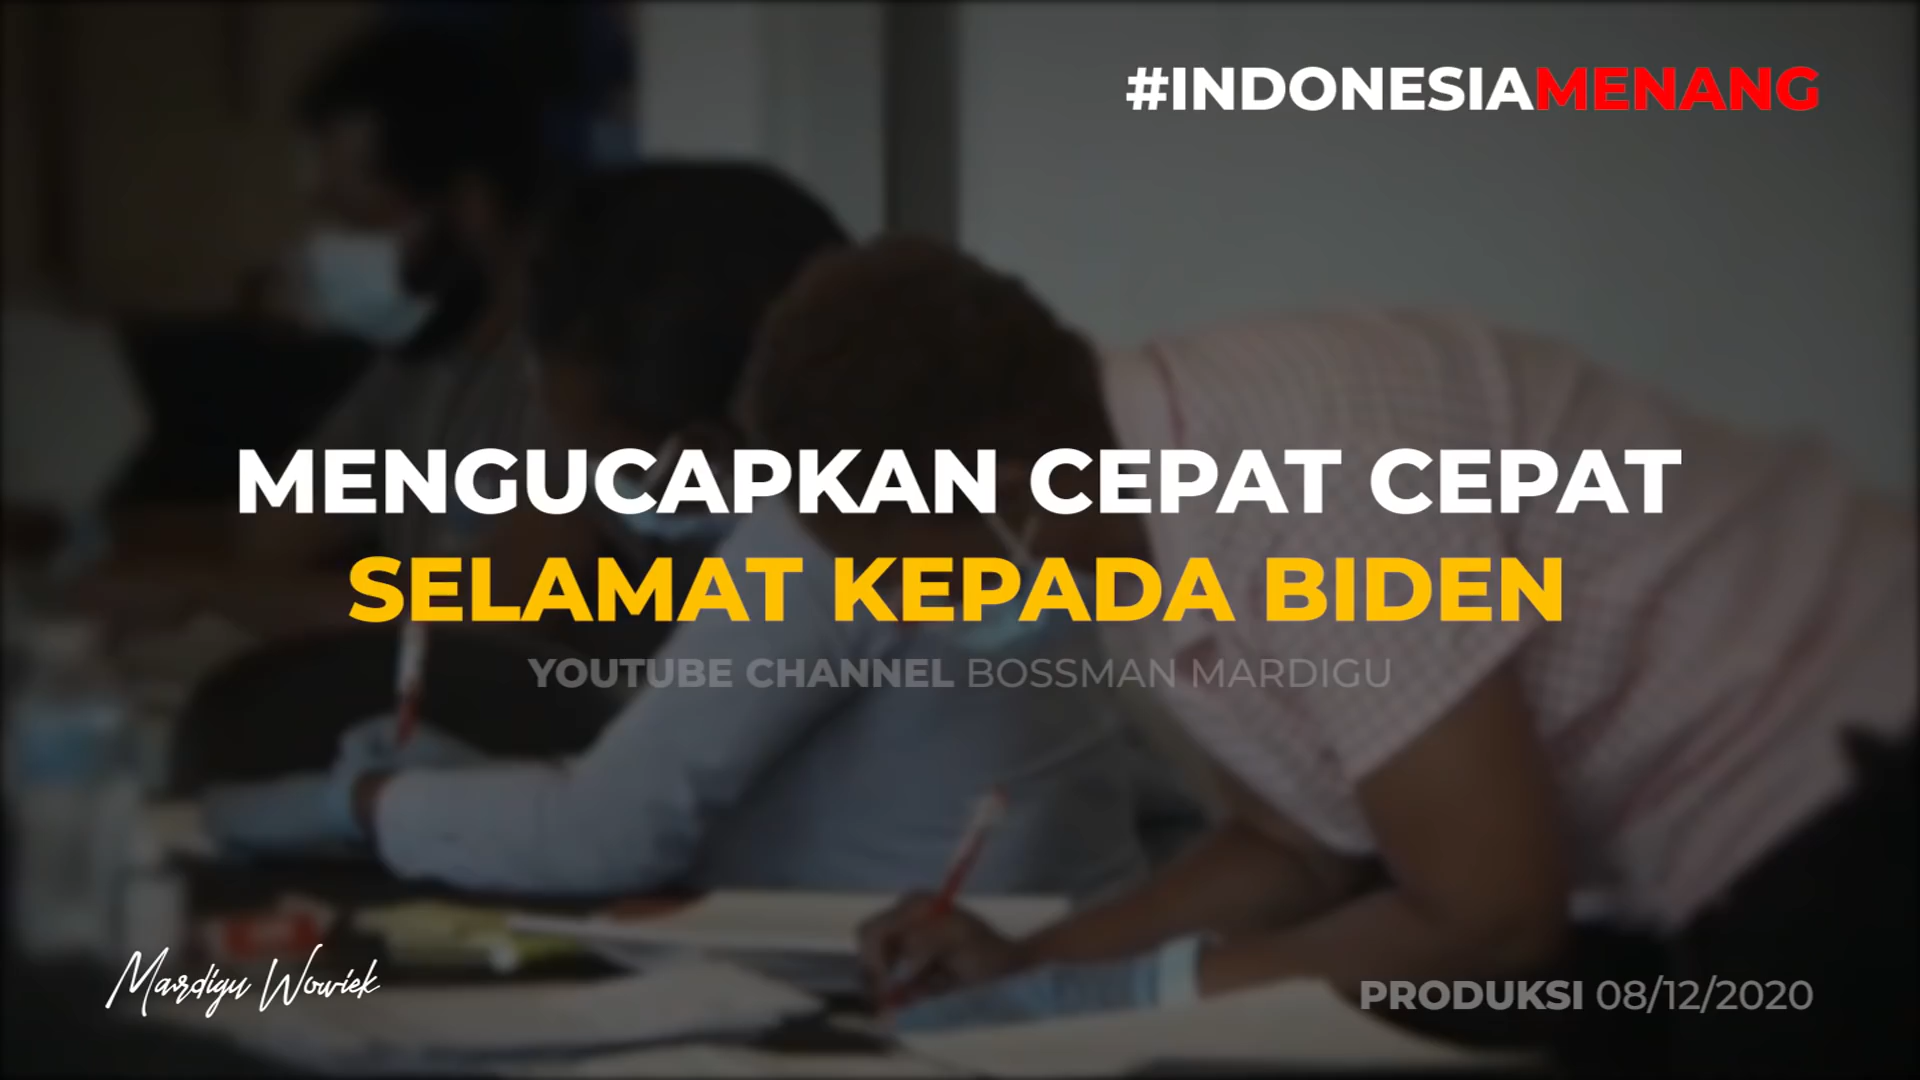 #INDONESIAMENANG
MENGUCAPKAN CEPAT CEPAT
SELAMAT KEPADA BIDEN
YOUTUBE CHANNEL BOSSMAN MARDIGU
Mardigu Wowiek
PRODUKSI 08/12/2020